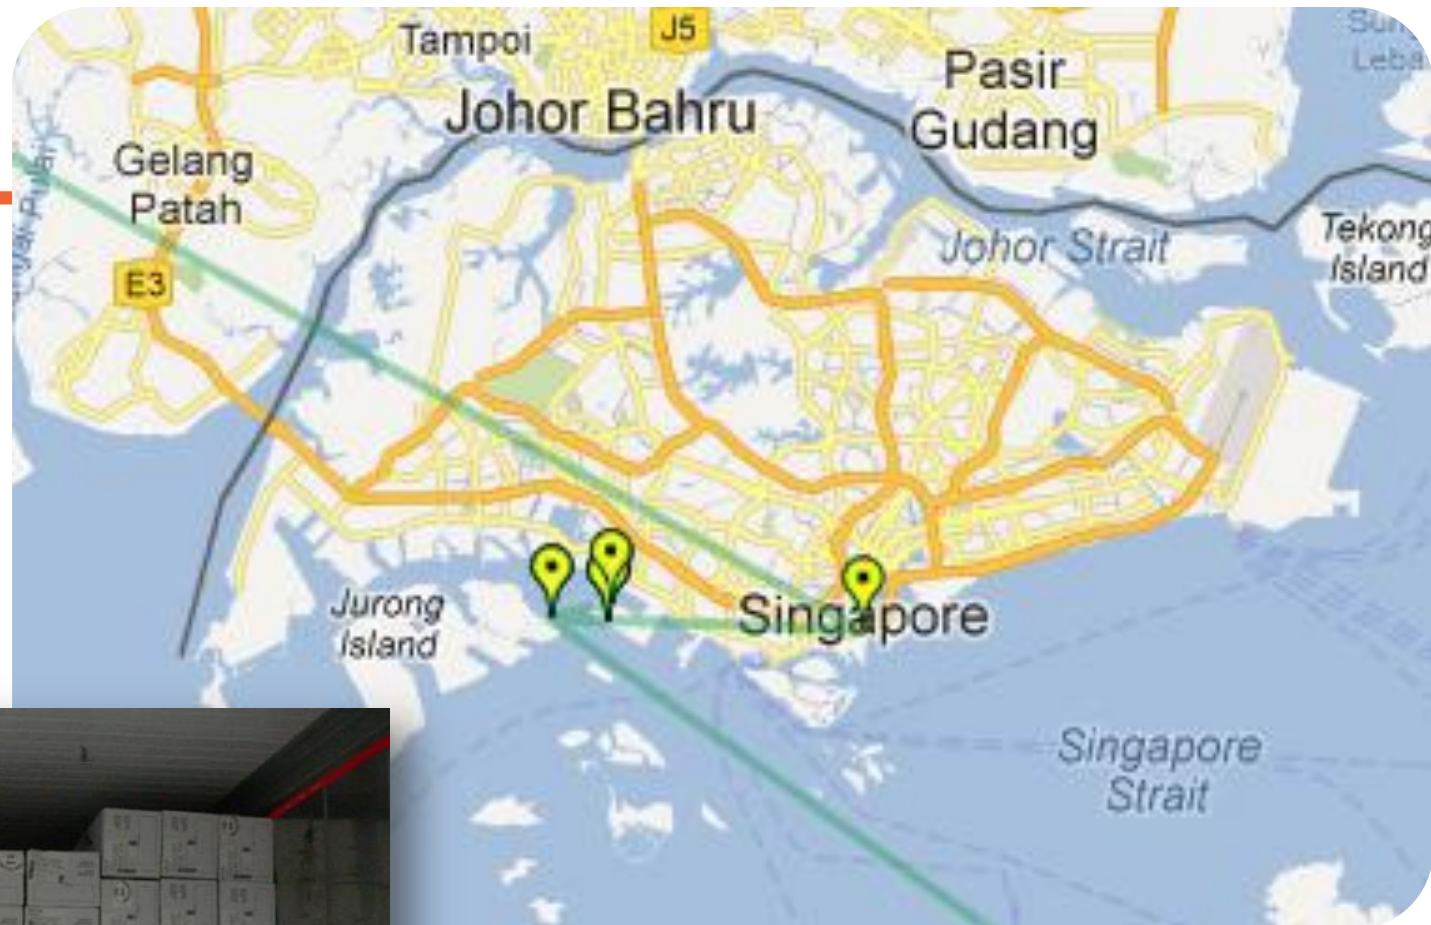 J5
Tampoi
Pasir
Gudang
Johor Bahru
Gelang
Patah
Johor Strait
Tekong
Island
E3
Jurong
Island
Singapore
Singapore
Strait